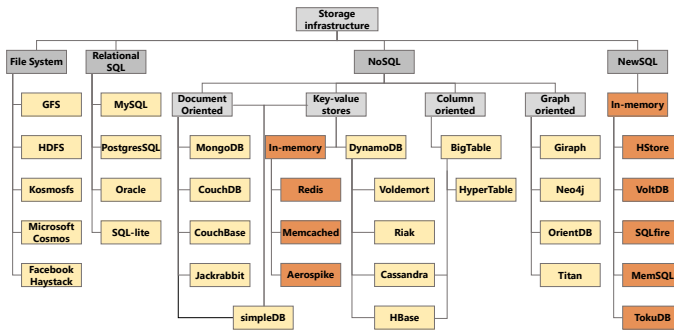 Storage
infrastructure
File System
Relational
SQL
NoSQL
NewSQL
Document
Oriented
Key-value
stores
Column
oriented
Graph
oriented
In-memory
GFS
MySQL
MongoDB
In-memory
DynamoDB
BigTable
Giraph
HStore
HDFS
PostgresSQL
CouchDB
Redis
Voldemort
HyperTable
Neo4j
VoltDB
Kosmosfs
Oracle
CouchBase
Memcached
Riak
OrientDB
SQLfire
Microsoft
Cosmos
SQL-lite
Jackrabbit
Aerospike
Cassandra
Titan
MemSQL
Facebook
Haystack
simpleDB
HBase
TokuDB